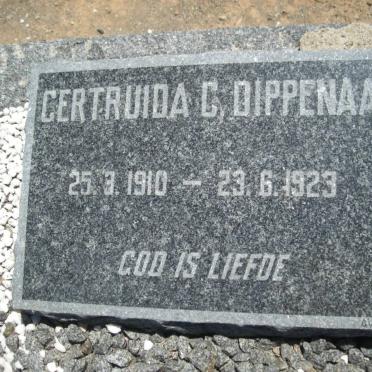 GERTRUIDA C. DIPPENAA
25.3.1910 – 23.6.1923
GOD IS LIEFDE